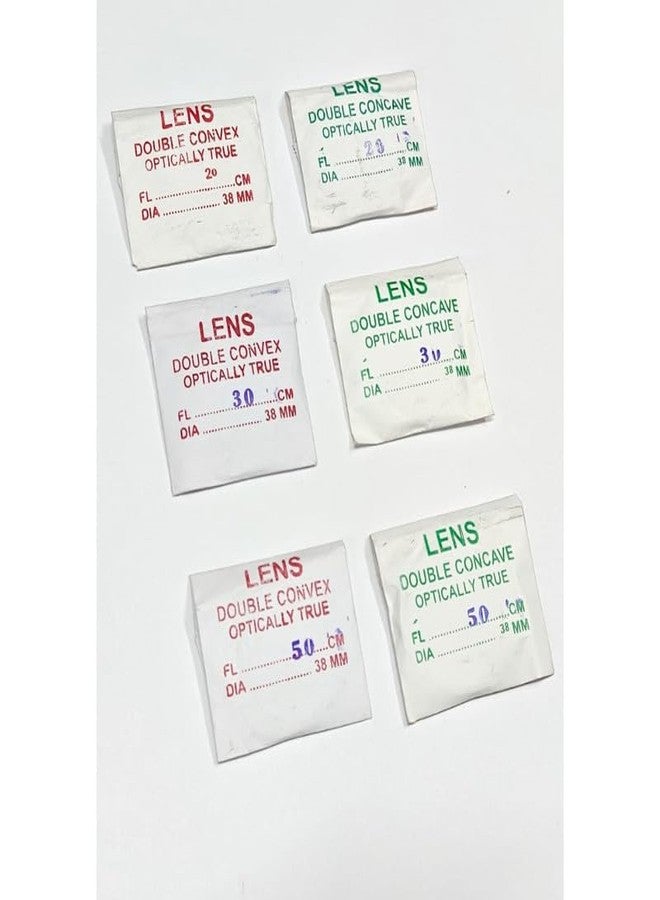 LENS
DOUBLE CONVEX
OPTICALLY TRUE
20
FL ..................CM
DIA .................. 38 MM
LENS
DOUBLE CONCAVE
OPTICALLY TRUE
FL .................. CM
DIA .................. 38 MM
LENS
DOUBLE CONVEX
OPTICALLY TRUE
30
FL ..................CM
DIA .................. 38 MM
LENS
DOUBLE CONCAVE
OPTICALLY TRUE
30
FL ..................CM
DIA .................. 38 MM
LENS
DOUBLE CONVEX
OPTICALLY TRUE
50
FL ..................CM
DIA .................. 38 MM
LENS
DOUBLE CONCAVE
OPTICALLY TRUE
50
FL ..................CM
DIA .................. 38 MM